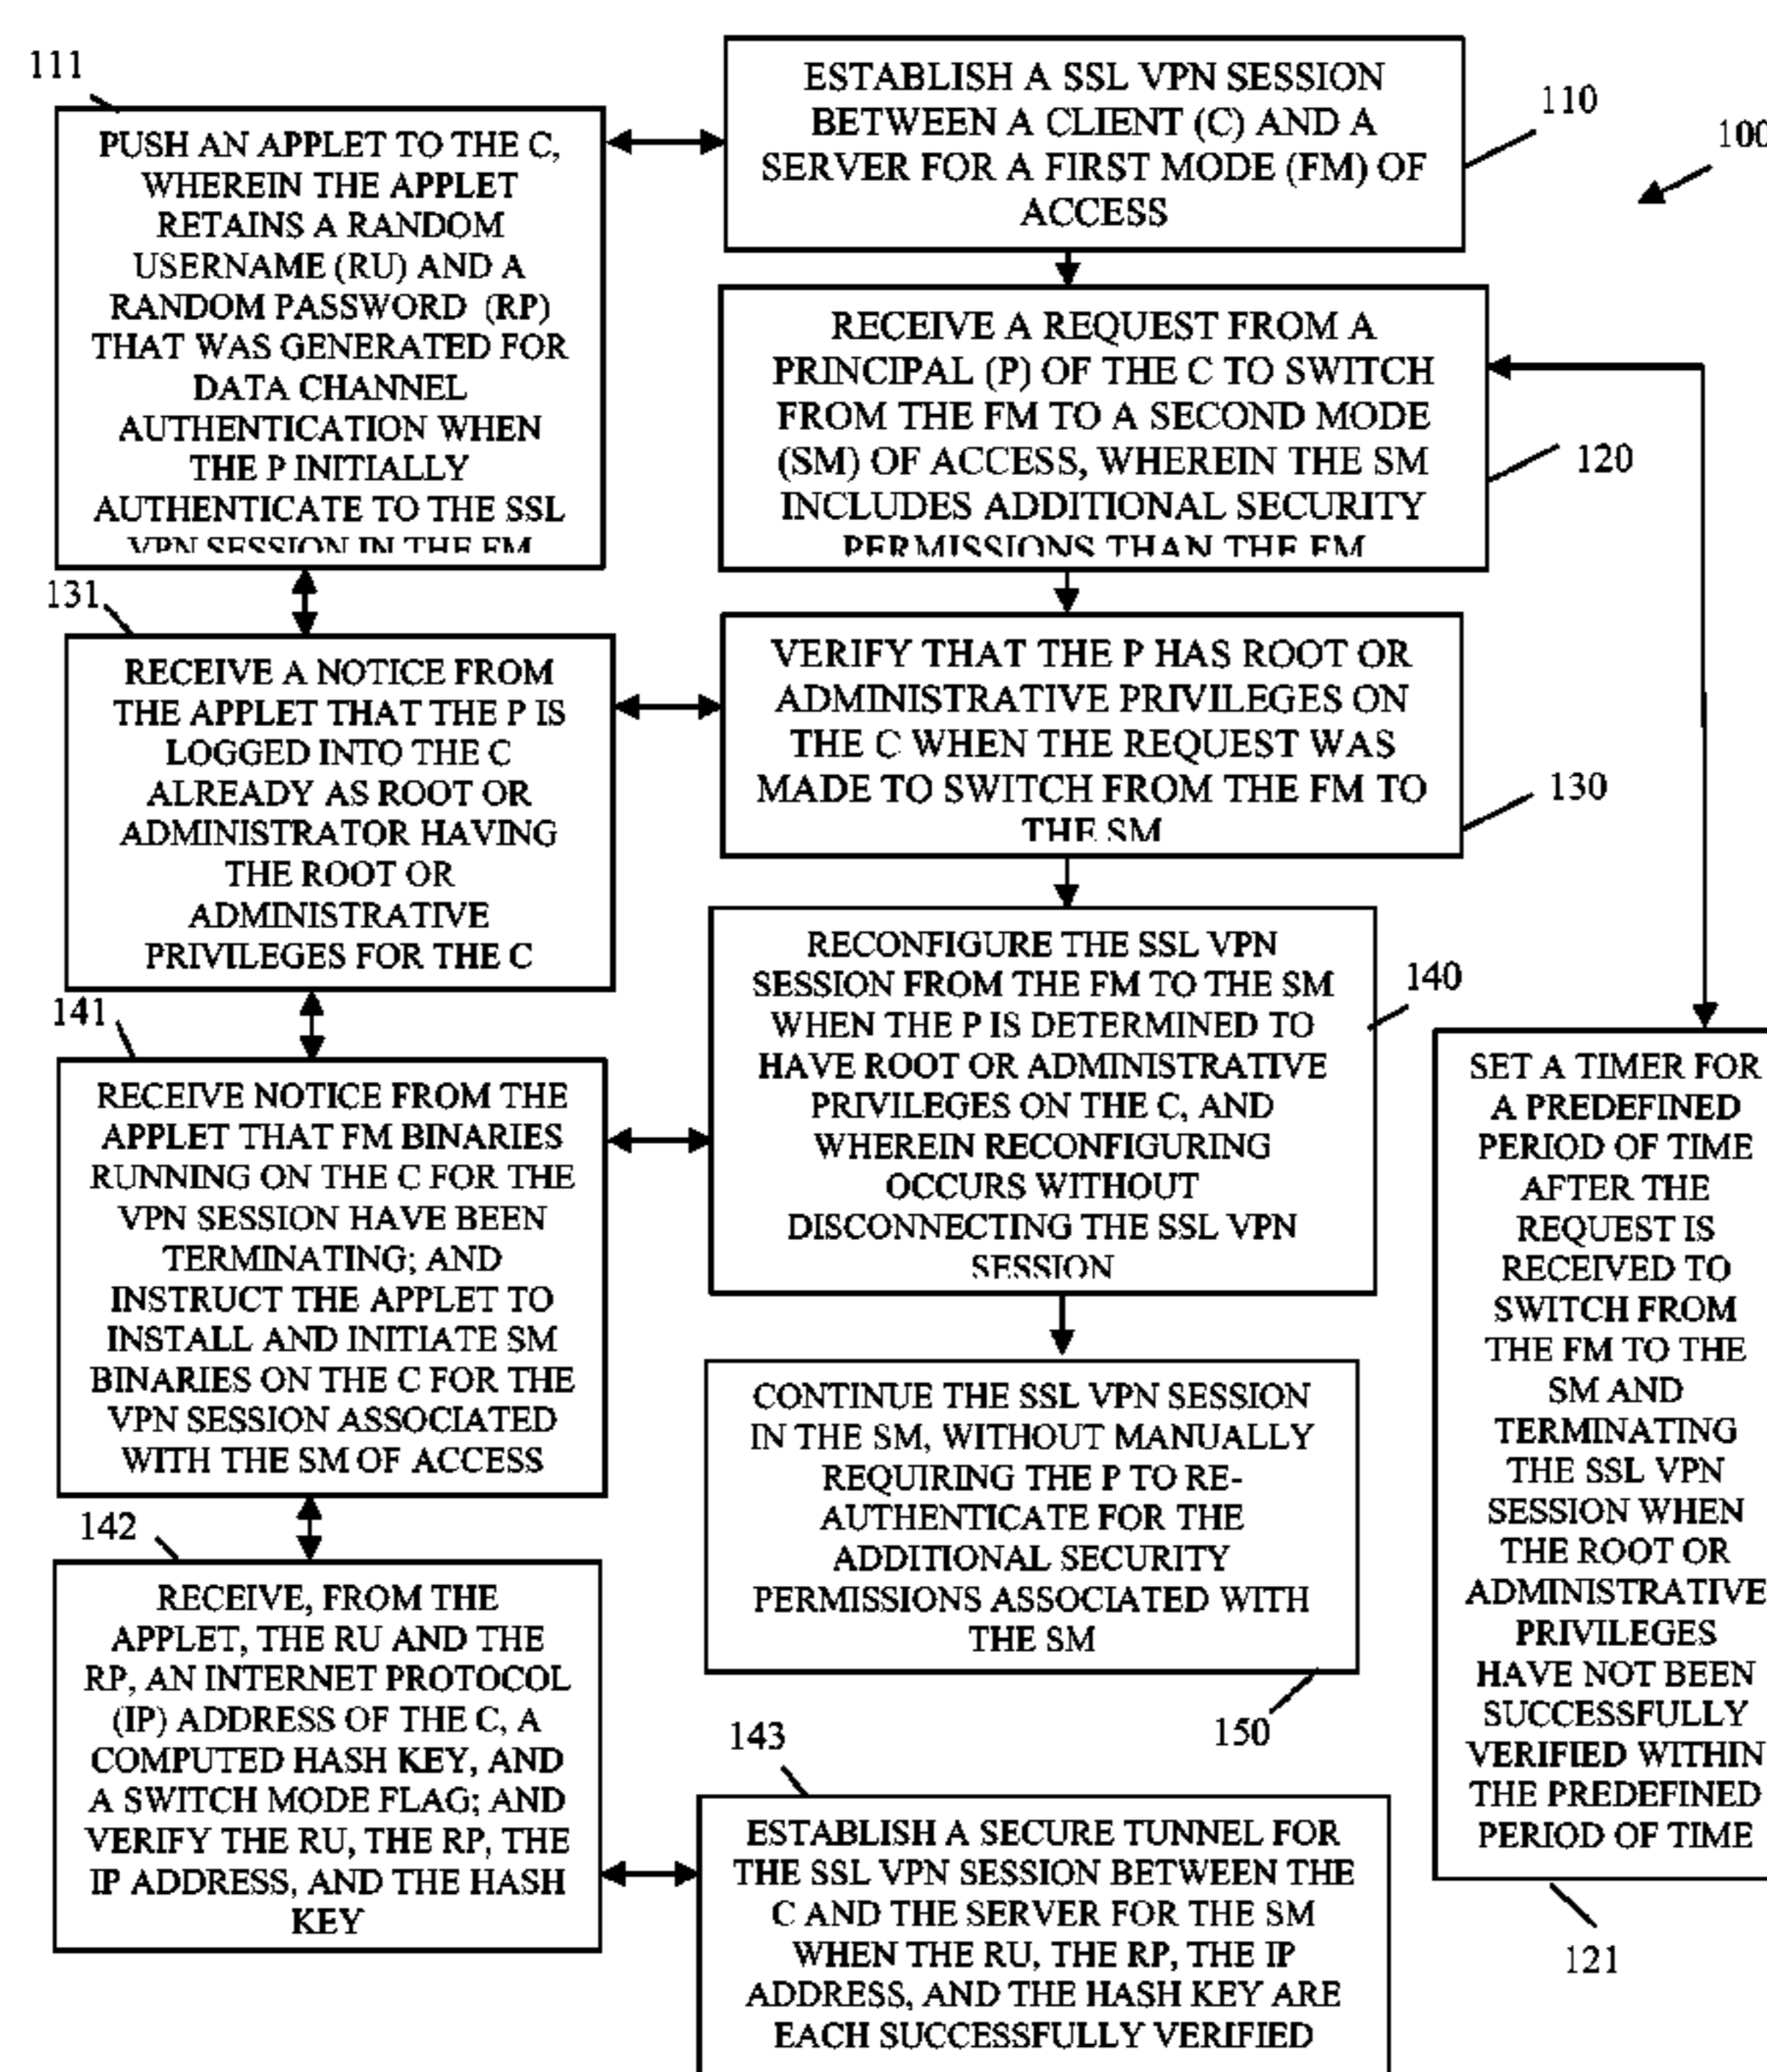 111
PUSH AN APPLET TO THE C,
WHEREIN THE APPLET
RETAINS A RANDOM
USERNAME (RU) AND A
RANDOM PASSWORD (RP)
THAT WAS GENERATED FOR
DATA CHANNEL
AUTHENTICATION WHEN
THE P INITIALLY
AUTHENTICATE TO THE SSL
VPN SESSION IN THE FM
ESTABLISH A SSL VPN SESSION
BETWEEN A CLIENT (C) AND A
SERVER FOR A FIRST MODE (FM) OF
ACCESS
110
100
RECEIVE A REQUEST FROM A
PRINCIPAL (P) OF THE C TO SWITCH
FROM THE FM TO A SECOND MODE
(SM) OF ACCESS, WHEREIN THE SM
INCLUDES ADDITIONAL SECURITY
PERMISSIONS THAN THE FM
120
131
RECEIVE A NOTICE FROM
THE APPLET THAT THE P IS
LOGGED INTO THE C
ALREADY AS ROOT OR
ADMINISTRATOR HAVING
THE ROOT OR
ADMINISTRATIVE
PRIVILEGES FOR THE C
VERIFY THAT THE P HAS ROOT OR
ADMINISTRATIVE PRIVILEGES ON
THE C WHEN THE REQUEST WAS
MADE TO SWITCH FROM THE FM TO
THE SM
130
141
RECEIVE NOTICE FROM THE
APPLET THAT FM BINARIES
RUNNING ON THE C FOR THE
VPN SESSION HAVE BEEN
TERMINATING; AND
INSTRUCT THE APPLET TO
INSTALL AND INITIATE SM
BINARIES ON THE C FOR THE
VPN SESSION ASSOCIATED
WITH THE SM OF ACCESS
RECONFIGURE THE SSL VPN
SESSION FROM THE FM TO THE SM
WHEN THE P IS DETERMINED TO
HAVE ROOT OR ADMINISTRATIVE
PRIVILEGES ON THE C, AND
WHEREIN RECONFIGURING
OCCURS WITHOUT
DISCONNECTING THE SSL VPN
SESSION
140
SET A TIMER FOR
A PREDEFINED
PERIOD OF TIME
AFTER THE
REQUEST IS
RECEIVED TO
SWITCH FROM
THE FM TO THE
SM AND
TERMINATING
THE SSL VPN
SESSION WHEN
THE ROOT OR
ADMINISTRATIVE
PRIVILEGES
HAVE NOT BEEN
SUCCESSFULLY
VERIFIED WITHIN
THE PREDEFINED
PERIOD OF TIME
121
CONTINUE THE SSL VPN SESSION
IN THE SM, WITHOUT MANUALLY
REQUIRING THE P TO RE-
AUTHENTICATE FOR THE
ADDITIONAL SECURITY
PERMISSIONS ASSOCIATED WITH
THE SM
150
142
RECEIVE, FROM THE
APPLET, THE RU AND THE
RP, AN INTERNET PROTOCOL
(IP) ADDRESS OF THE C, A
COMPUTED HASH KEY, AND
A SWITCH MODE FLAG; AND
VERIFY THE RU, THE RP, THE
IP ADDRESS, AND THE HASH
KEY
143
ESTABLISH A SECURE TUNNEL FOR
THE SSL VPN SESSION BETWEEN THE
C AND THE SERVER FOR THE SM
WHEN THE RU, THE RP, THE IP
ADDRESS, AND THE HASH KEY ARE
EACH SUCCESSFULLY VERIFIED